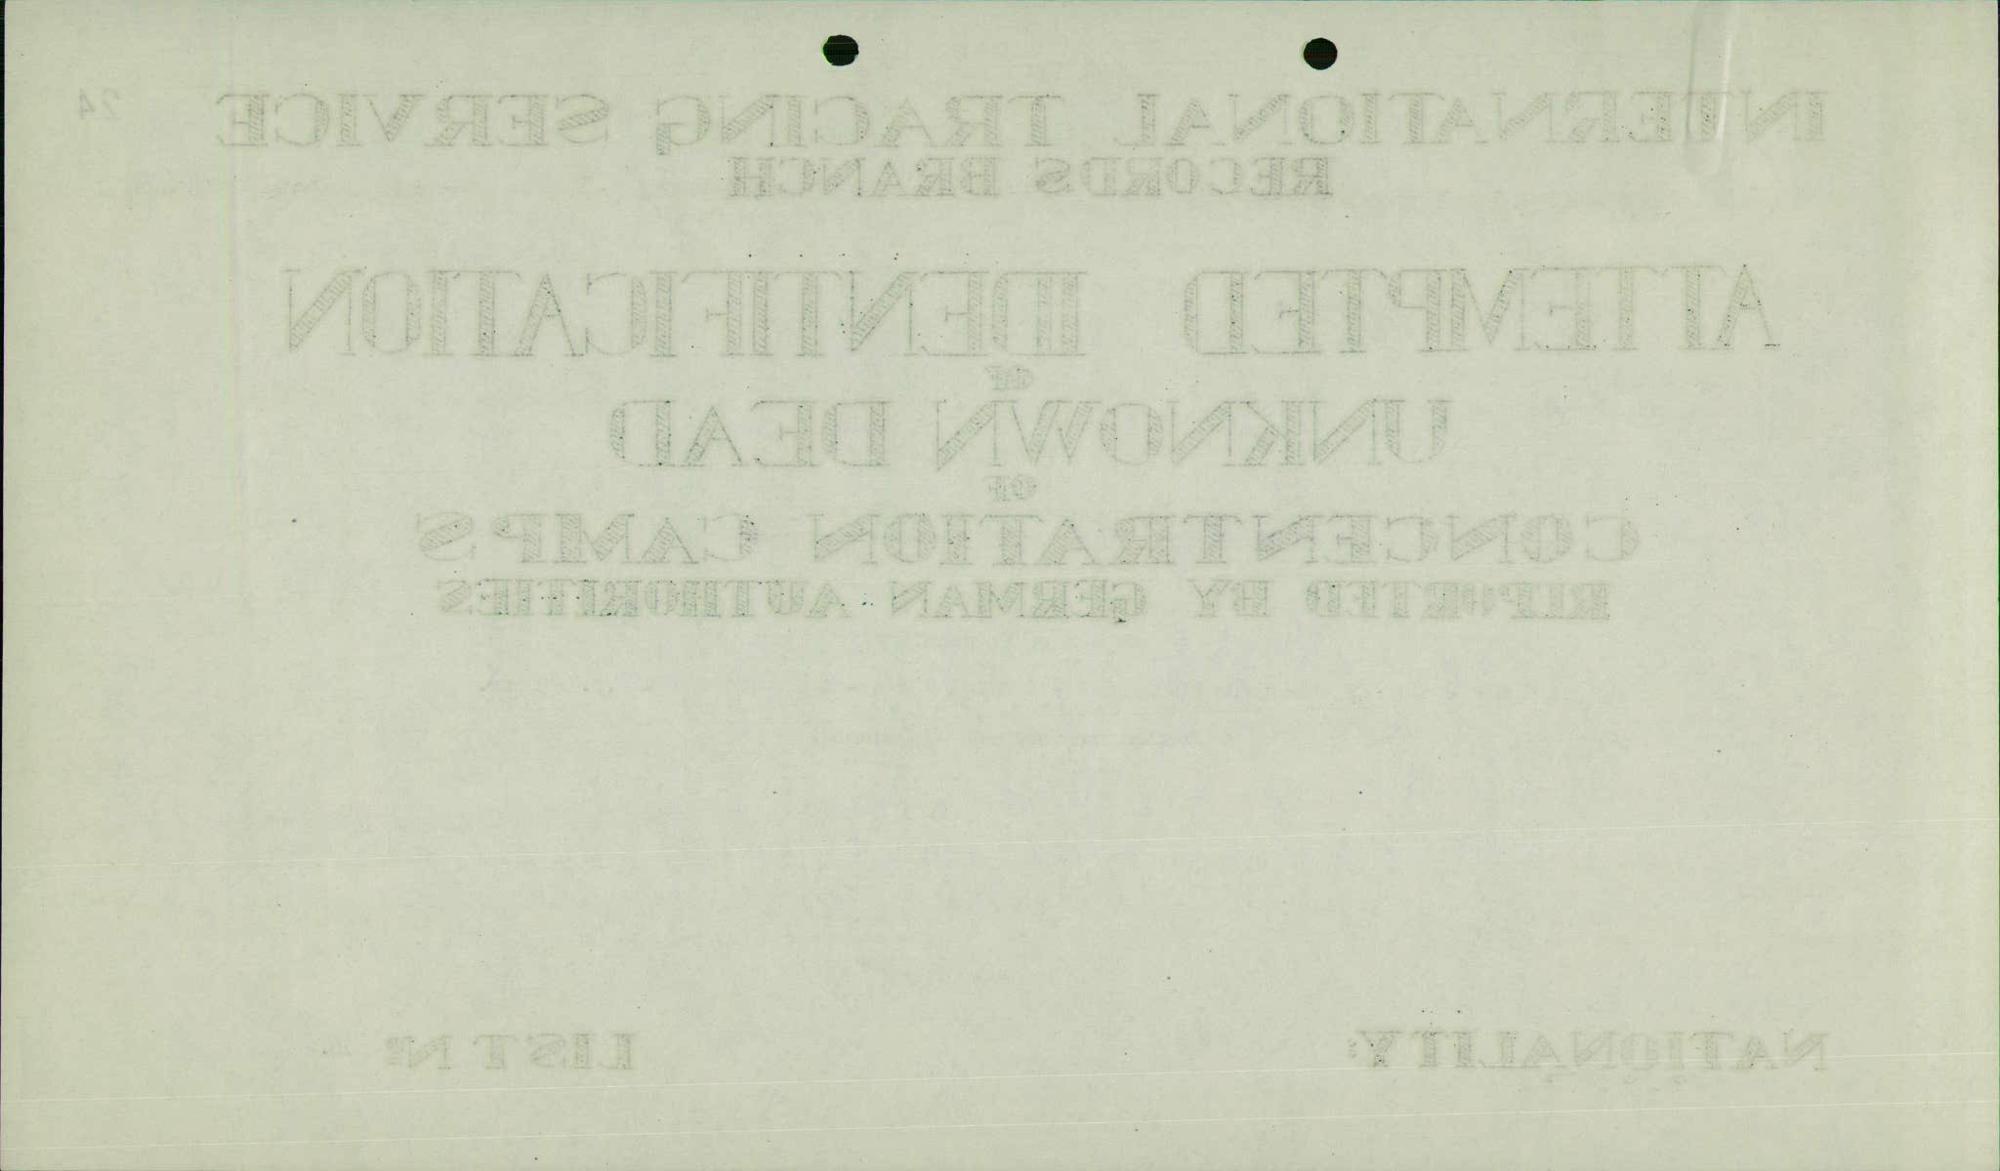 24
INTERNATIONAL TRACING SERVICE
RECORDS BRANCH
ATTEMPTED IDENTIFICATION
OF
UNKNOWN DEAD
OF
CONCENTRATION CAMPS
REPORTED BY GERMAN AUTHORITIES
NATIONALITY: LIST Nº